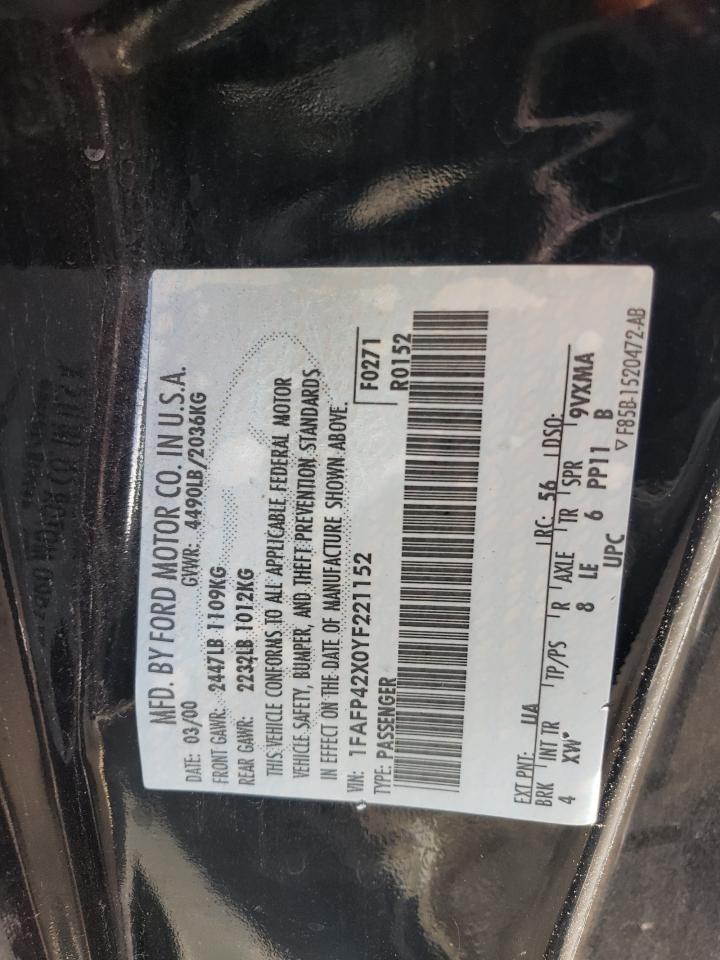 MFD. BY FORD MOTOR CO. IN U.S.A.
DATE: 03/00 GVWR: 4490LB/2036KG
FRONT GAWR: 2447LB 1109KG
REAR GAWR: 2232LB 1012KG
THIS VEHICLE CONFORMS TO ALL APPLICABLE FEDERAL MOTOR
VEHICLE SAFETY, BUMPER, AND THEFT PREVENTION STANDARDS
IN EFFECT ON THE DATE OF MANUFACTURE SHOWN ABOVE.
VIN: 1FAFP42X0YF221152 F0271
TYPE: PASSENGER R0152
EXT PNT: UA RC: 56 DSO:
BRK INT TR TP/PS R AXLE TR SPR 9VXMA
4 XW* 8 LE 6 PP11 B
UPC ▽ F85B-1520472-AB